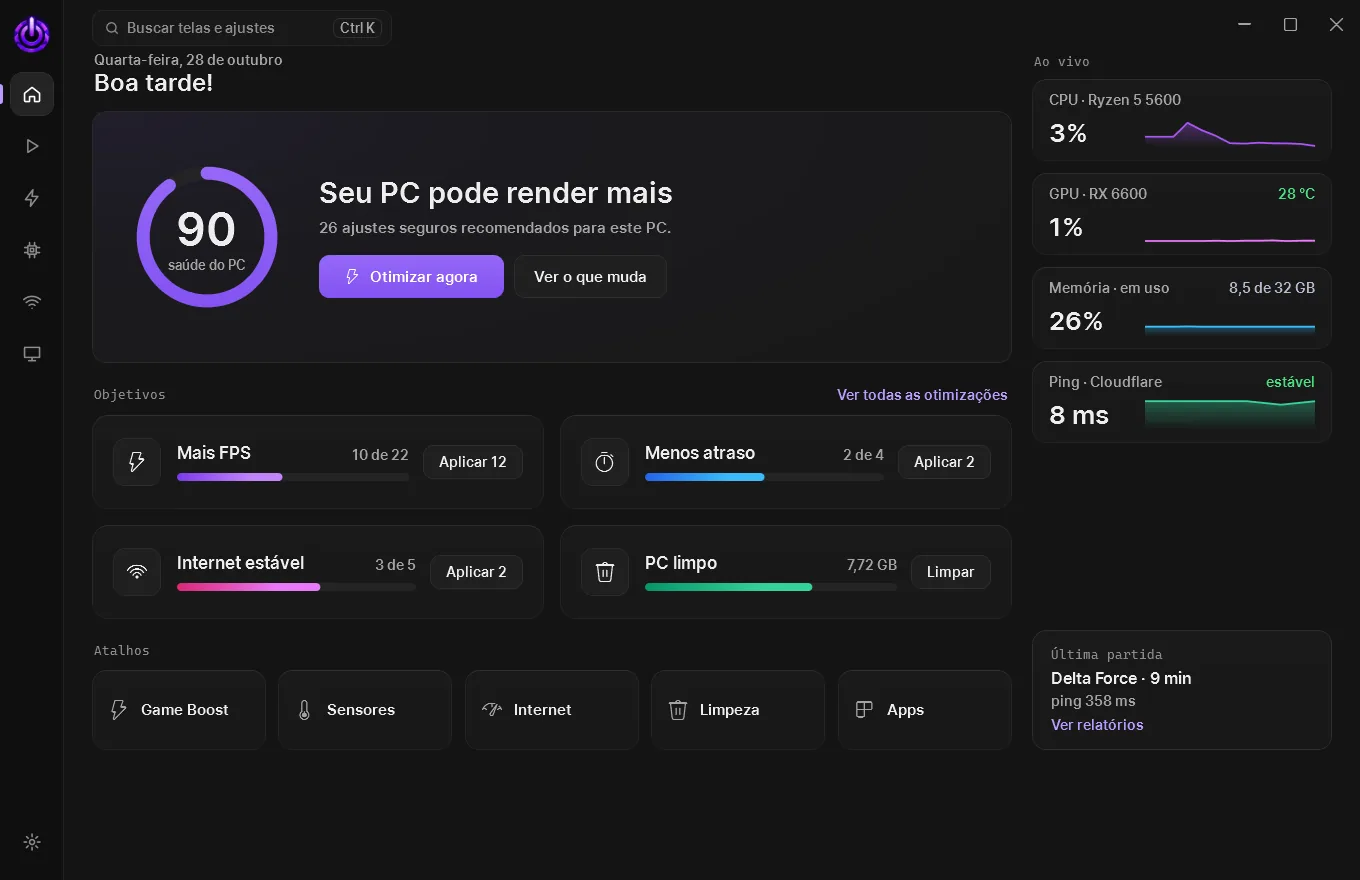 Buscar telas e ajustes
Ctrl K
Quarta-feira, 28 de outubro
Boa tarde!
90
saúde do PC
Seu PC pode render mais
26 ajustes seguros recomendados para este PC.
Otimizar agora
Ver o que muda
Objetivos
Ver todas as otimizações
Mais FPS
10 de 22
Aplicar 12
Menos atraso
2 de 4
Aplicar 2
Internet estável
3 de 5
Aplicar 2
PC limpo
7,72 GB
Limpar
Atalhos
Game Boost
Sensores
Internet
Limpeza
Apps
Ao vivo
CPU · Ryzen 5 5600
3%
GPU · RX 6600
28 °C
1%
Memória · em uso
8,5 de 32 GB
26%
Ping · Cloudflare
estável
8 ms
Última partida
Delta Force · 9 min
ping 358 ms
Ver relatórios